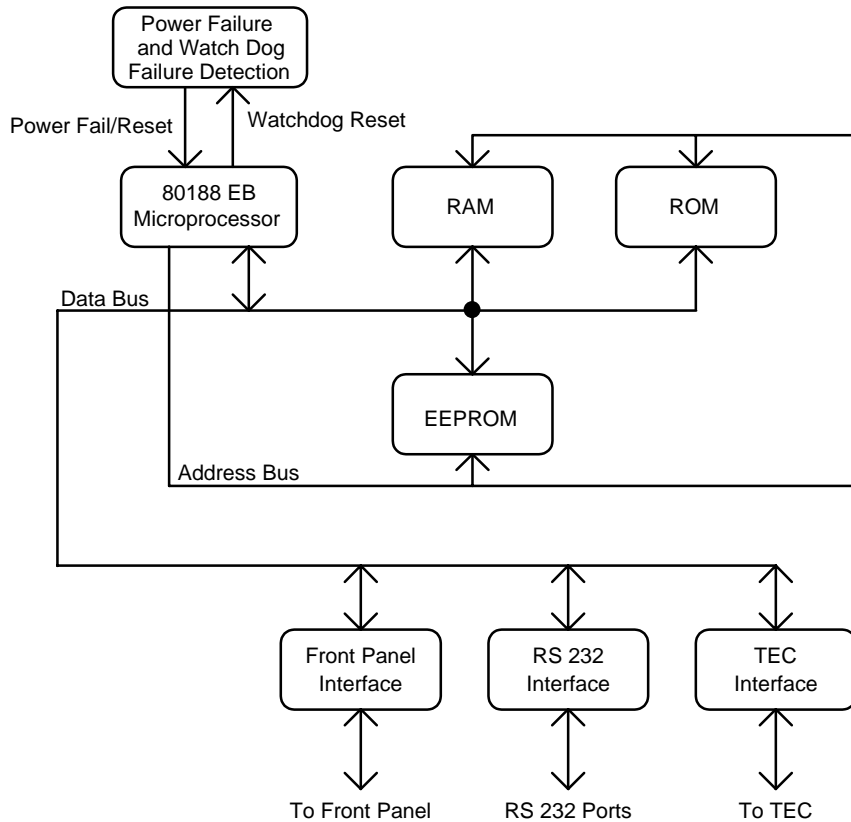 Power Failure
and Watch Dog
Failure Detection
Power Fail/Reset
Watchdog Reset
80188 EB
Microprocessor
RAM
ROM
Data Bus
EEPROM
Address Bus
Front Panel
Interface
RS 232
Interface
TEC
Interface
To Front Panel
RS 232 Ports
To TEC